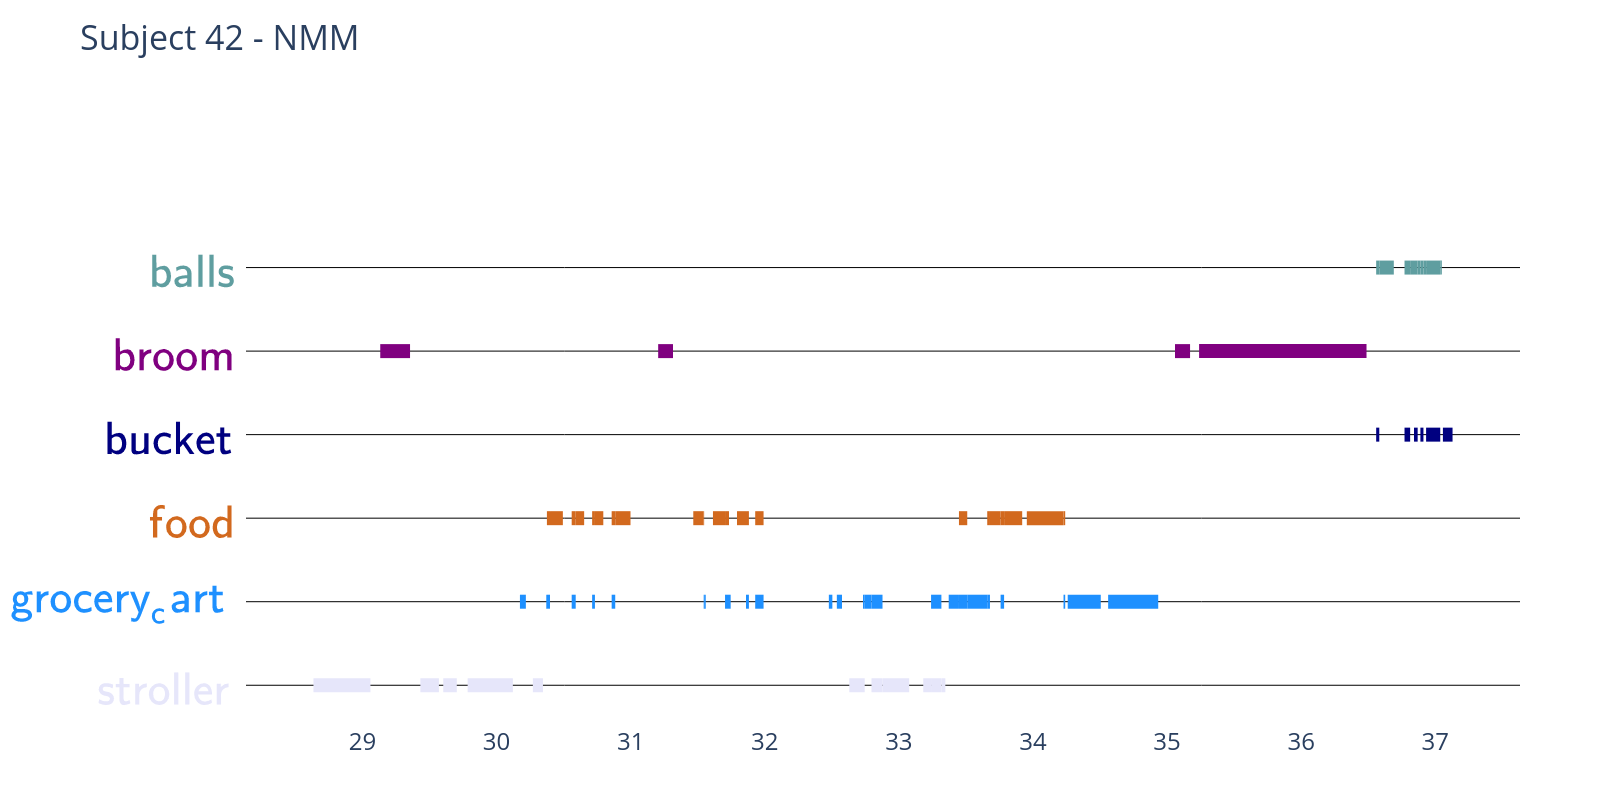 Subject 42 - NMM
balls
broom
bucket
food
grocery_cart
stroller
29 30 31 32 33 34 35 36 37